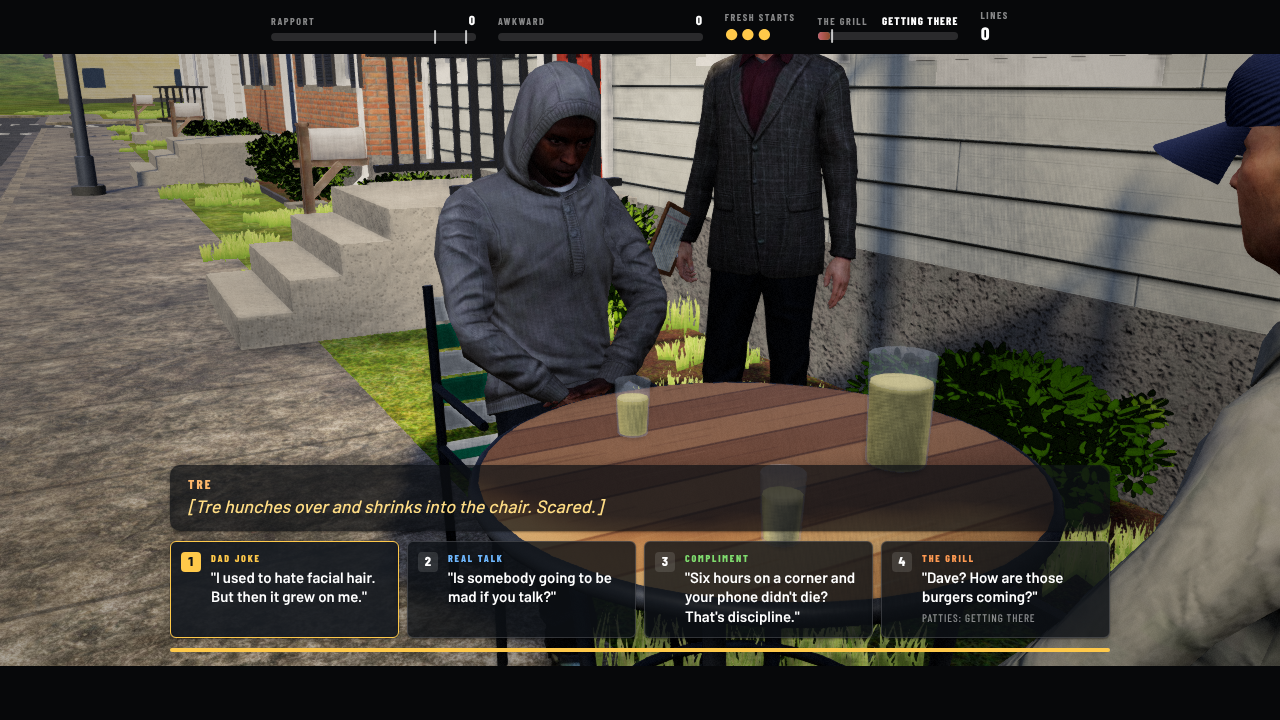 RAPPORT 0 AWKWARD 0 FRESH STARTS THE GRILL GETTING THERE LINES 0
TRE
[Tre hunches over and shrinks into the chair. Scared.]
1 DAD JOKE
"I used to hate facial hair.
But then it grew on me."
2 REAL TALK
"Is somebody going to be
mad if you talk?"
3 COMPLIMENT
"Six hours on a corner and
your phone didn't die?
That's discipline."
4 THE GRILL
"Dave? How are those
burgers coming?"
PATTIES: GETTING THERE